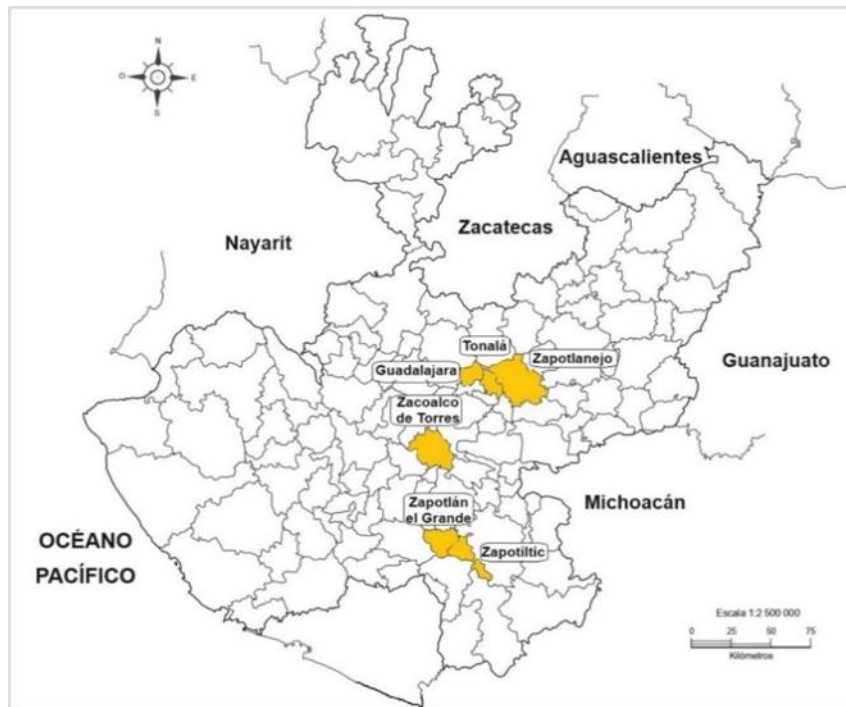 N
O
E
S
Aguascalientes
Zacatecas
Nayarit
Tonalá
Zapotlanejo
Guadalajara
Guanajuato
Zacoalco
de Torres
Zapotlán
el Grande
Michoacán
Zapotiltic
OCÉANO
PACÍFICO
Escala 1:2 500 000
0 25 50 75
Kilómetros